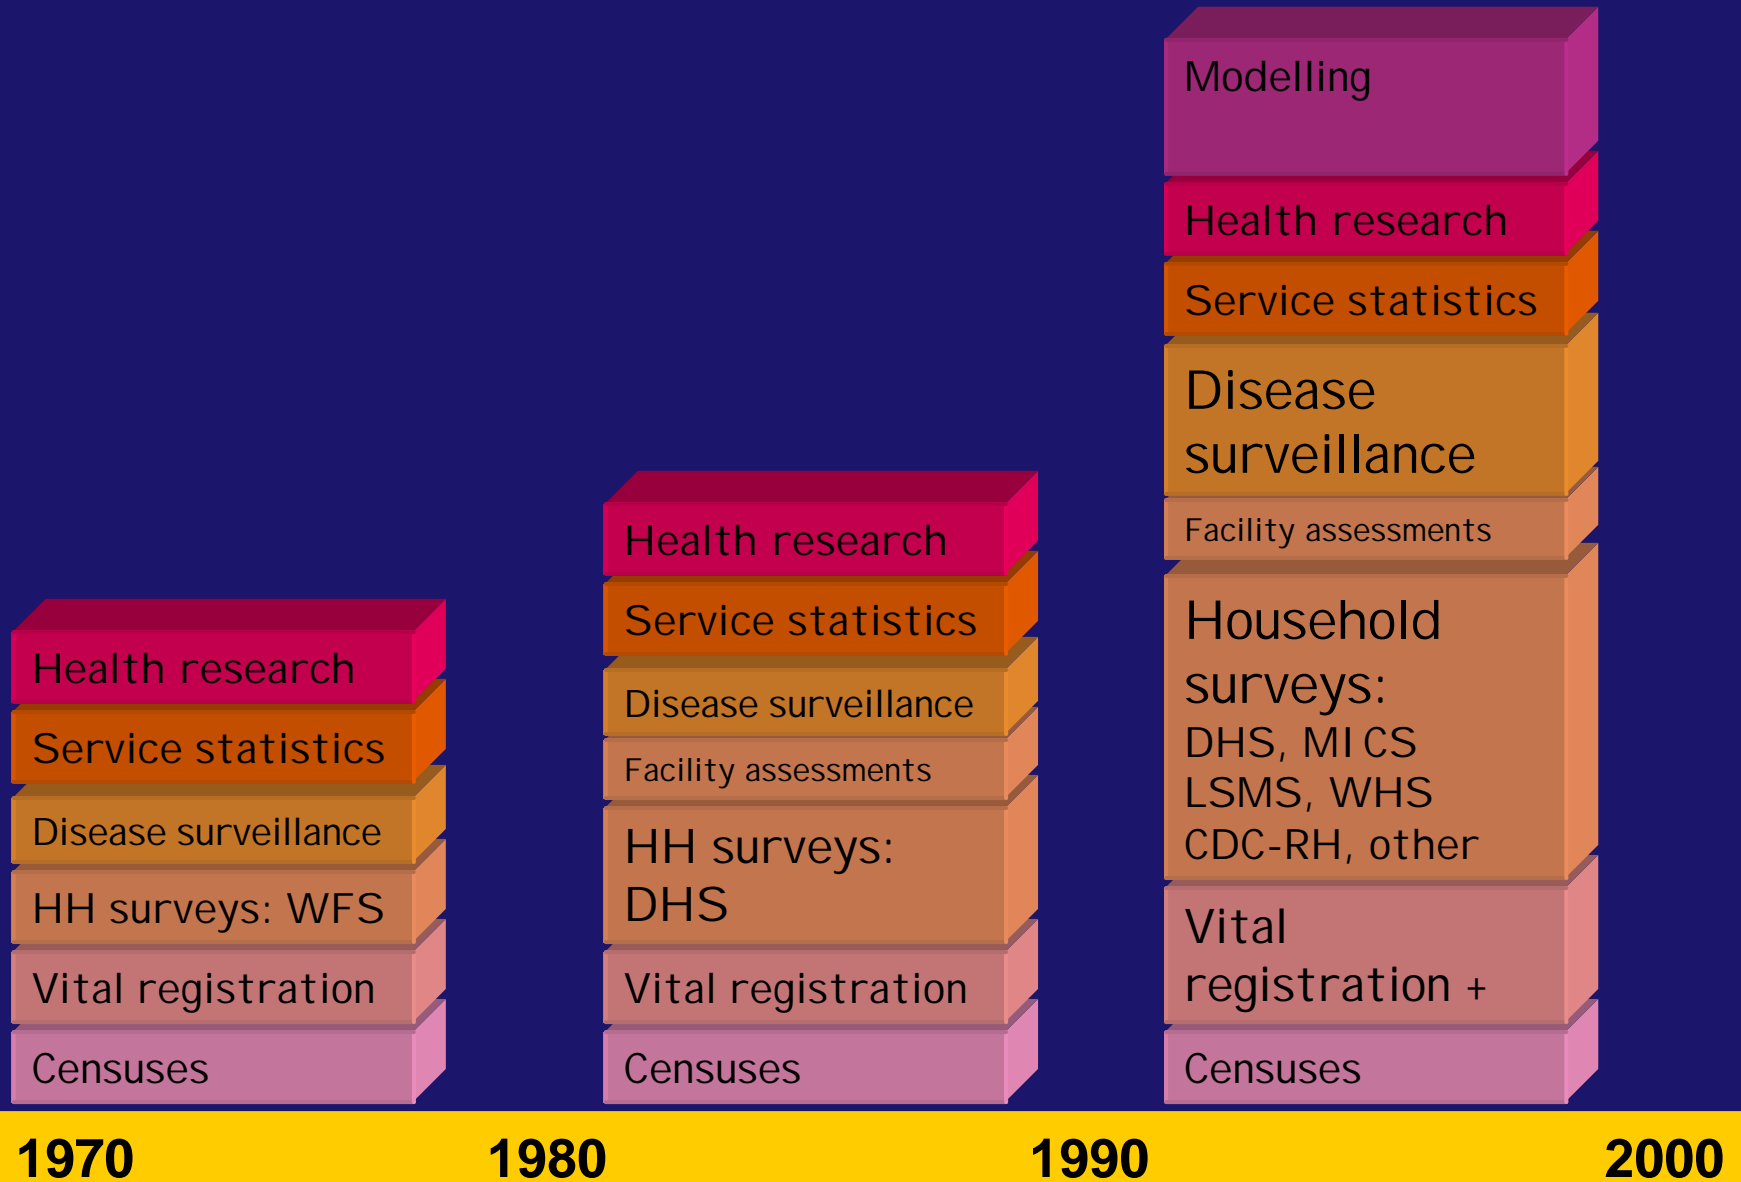 Health research
Service statistics
Disease surveillance
HH surveys: WFS
Vital registration
Censuses
Health research
Service statistics
Disease surveillance
Facility assessments
HH surveys:
DHS
Vital registration
Censuses
Modelling
Health research
Service statistics
Disease
surveillance
Facility assessments
Household
surveys:
DHS, MICS
LSMS, WHS
CDC-RH, other
Vital
registration +
Censuses
1970
1980
1990
2000